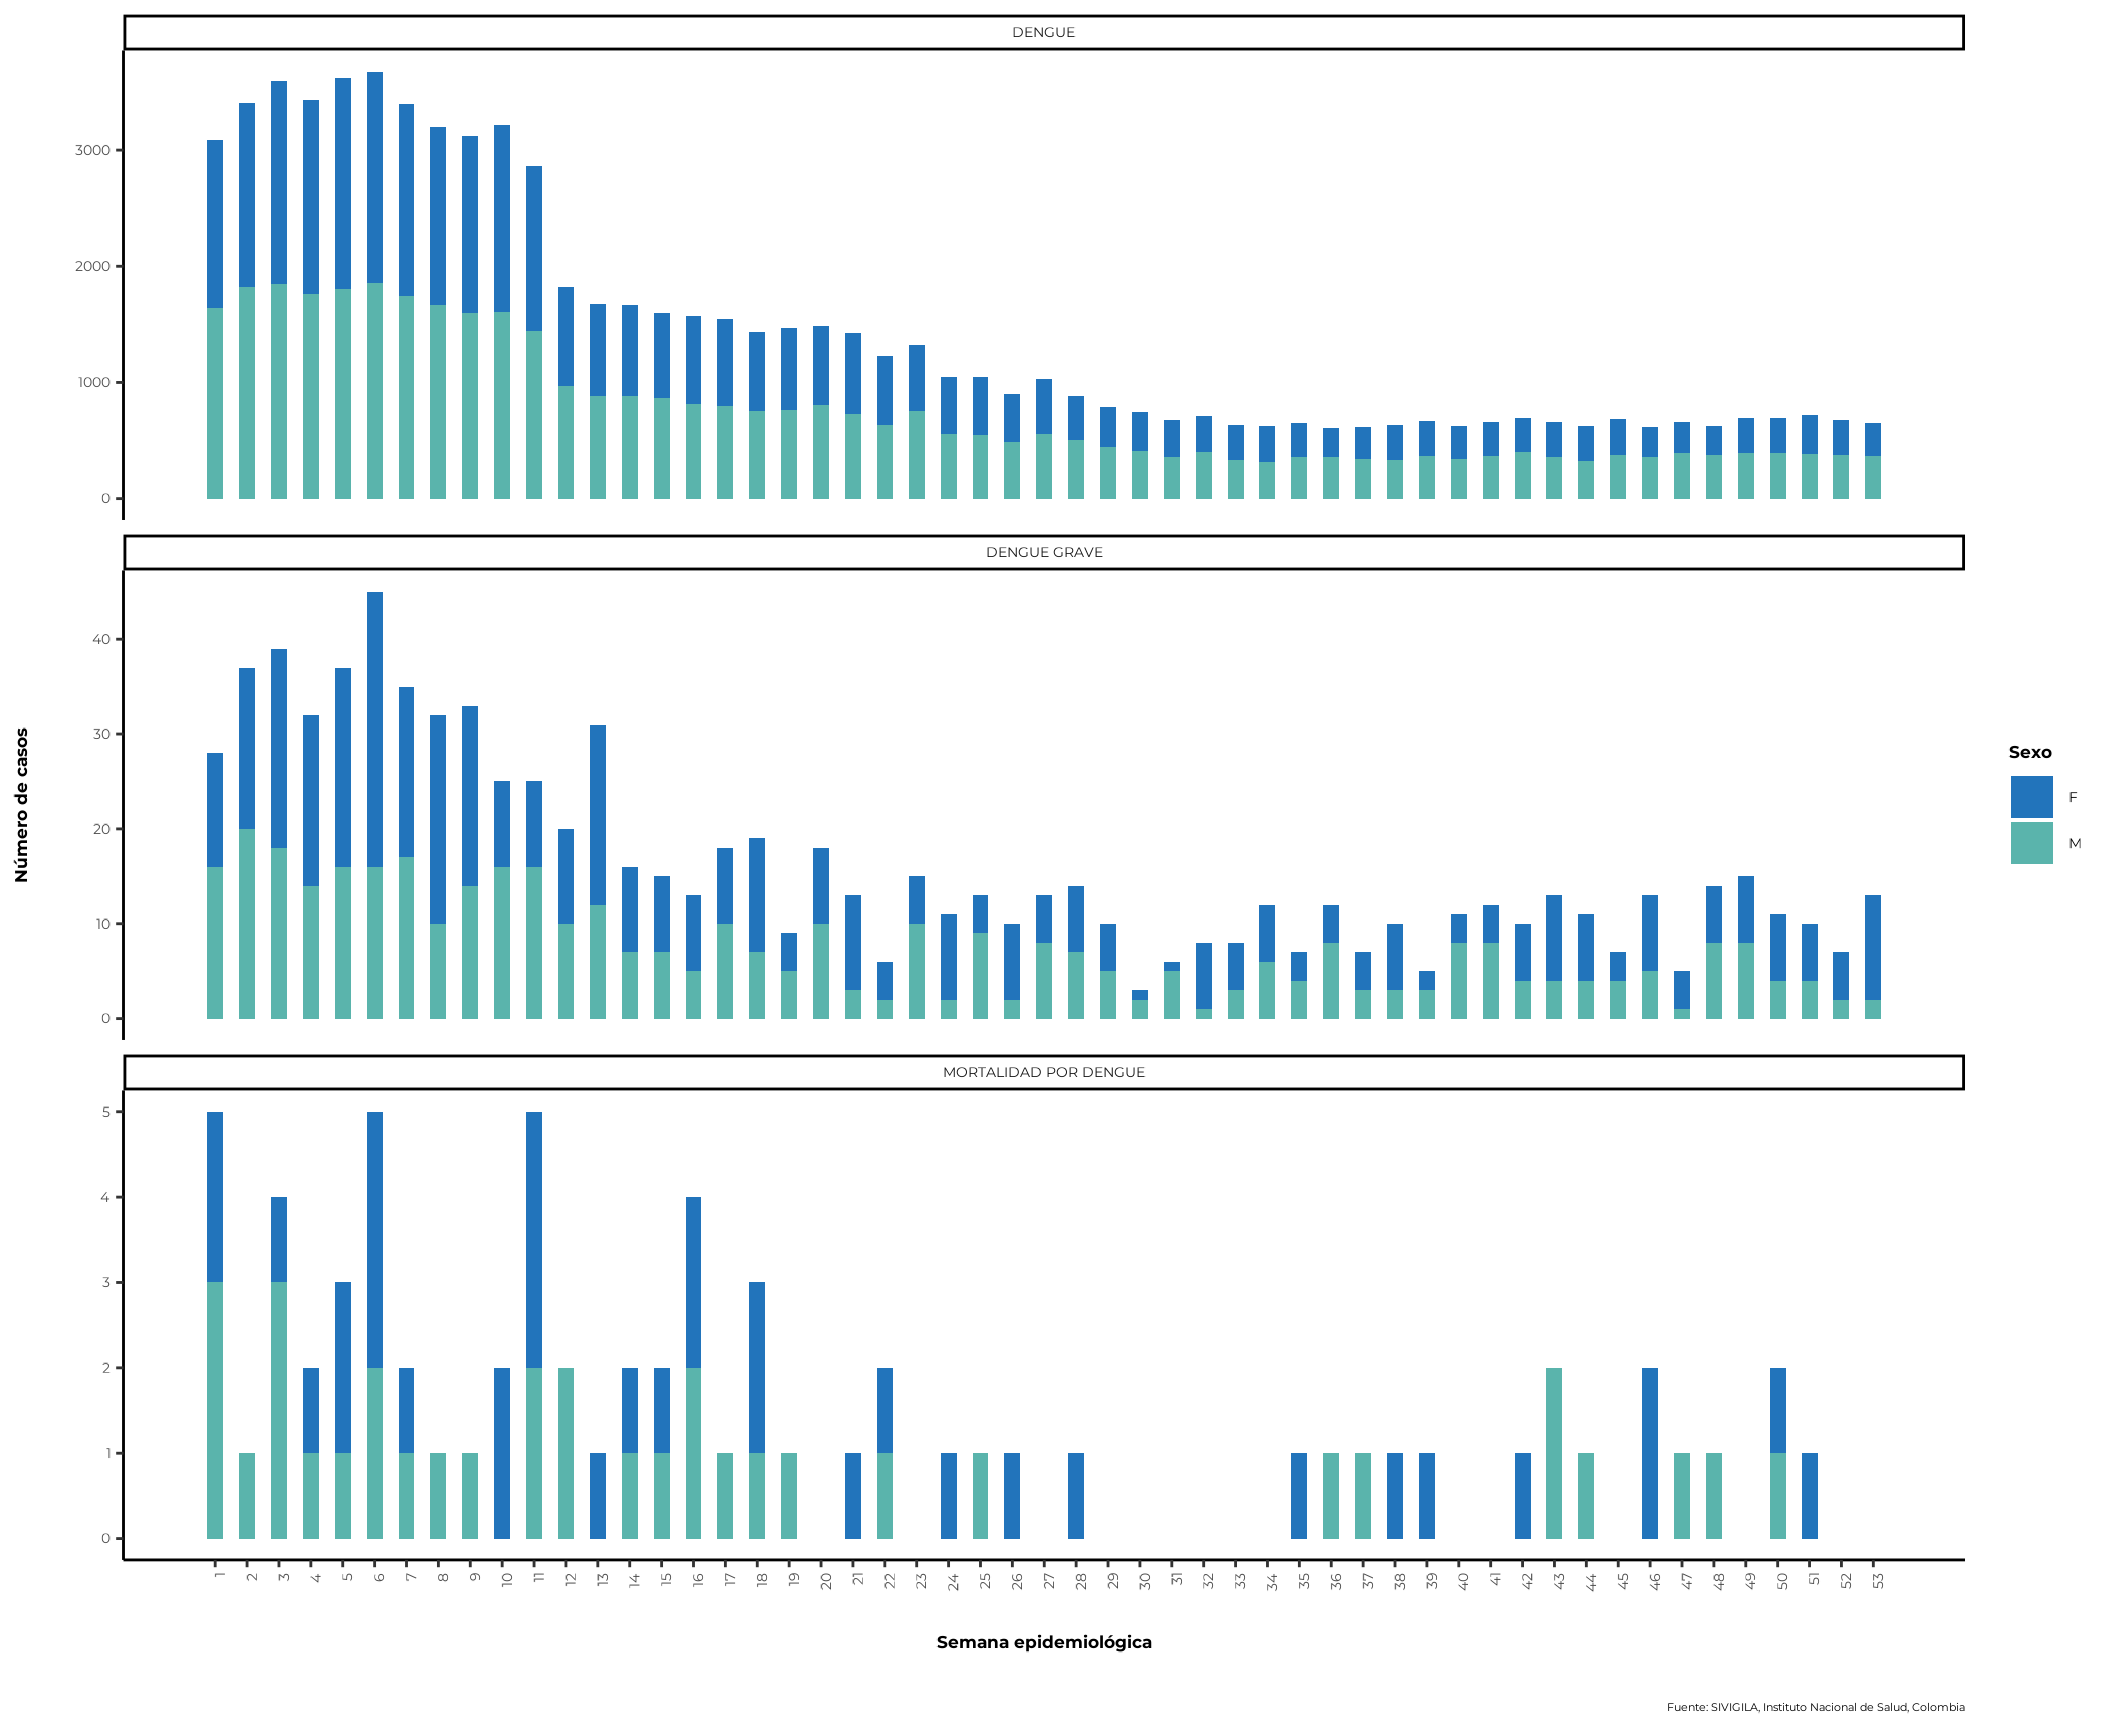 DENGUE
3000
2000
1000
0
DENGUE GRAVE
40
30
20
10
0
MORTALIDAD POR DENGUE
5
4
3
2
1
0
1 2 3 4 5 6 7 8 9 10 11 12 13 14 15 16 17 18 19 20 21 22 23 24 25 26 27 28 29 30 31 32 33 34 35 36 37 38 39 40 41 42 43 44 45 46 47 48 49 50 51 52 53
Semana epidemiológica
Número de casos
Sexo
F
M
Fuente: SIVIGILA, Instituto Nacional de Salud, Colombia